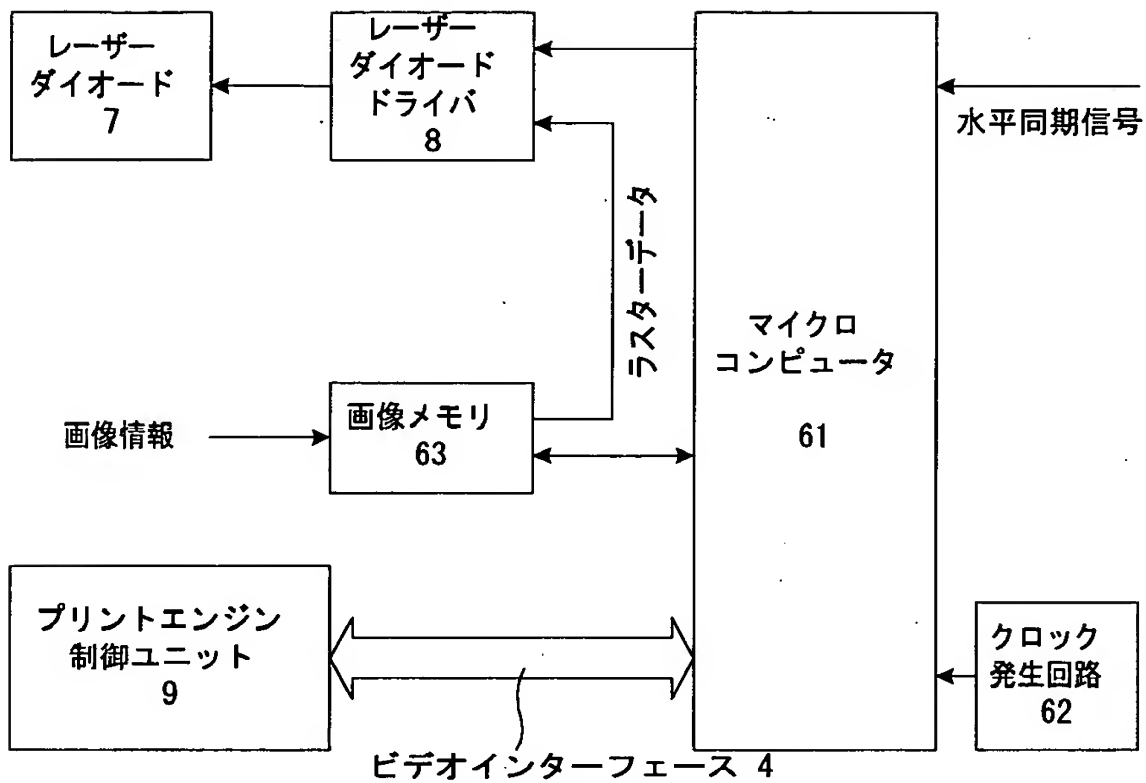 レーザー
ダイオード
7
レーザー
ダイオード
ドライバ
8
水平同期信号
ラスターデータ
マイクロ
コンピュータ
61
画像情報
画像メモリ
63
プリントエンジン
制御ユニット
9
クロック
発生回路
62
ビデオインターフェース 4